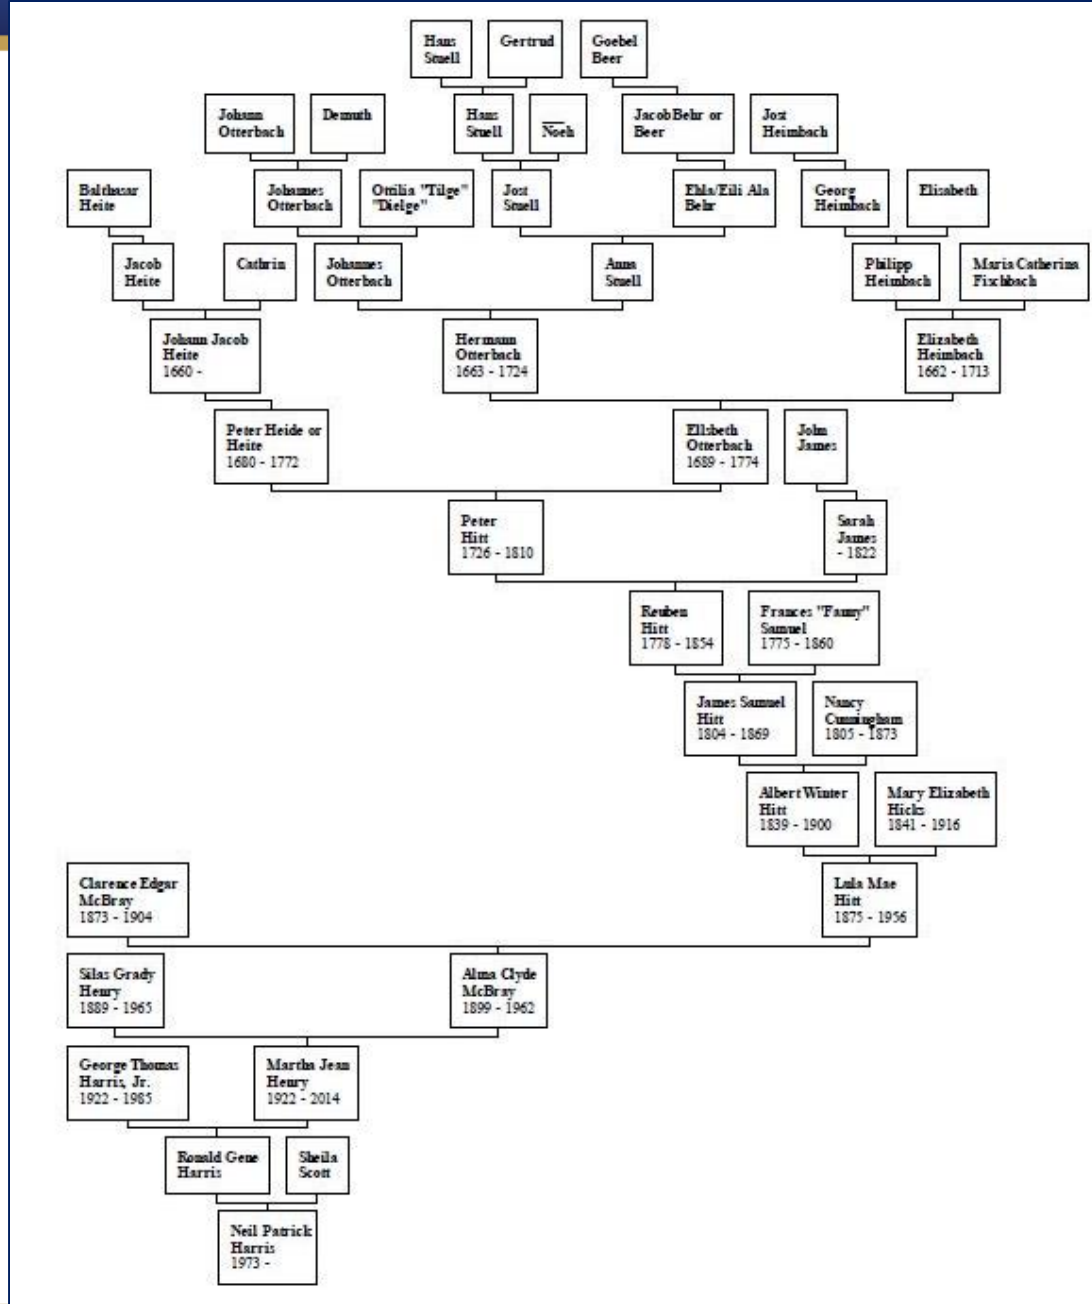 Hans
Stuell
Gertrud
Goebel
Beer
Johann
Otterbach
Demuth
Hans
Stuell
Noeh
Jacob Behr or
Beer
Jost
Heimbach
Balthasar
Heite
Johannes
Otterbach
Ottilia "Tilge"
"Dielge"
Jost
Stuell
Ehla/Eili Ala
Behr
Georg
Heimbach
Elisabeth
Jacob
Heite
Cathrin
Johannes
Otterbach
Anna
Stuell
Philipp
Heimbach
Maria Catherina
Fischbach
Johann Jacob
Heite
1660 -
Hermann
Otterbach
1663 - 1724
Elizabeth
Heimbach
1662 - 1713
Peter Heide or
Heite
1680 - 1772
Ellsbeth
Otterbach
1689 - 1774
John
James
Peter
Hitt
1726 - 1810
Sarah
James
- 1822
Reuben
Hitt
1778 - 1854
Frances "Fanny"
Samuel
1775 - 1860
James Samuel
Hitt
1804 - 1869
Nancy
Cunningham
1805 - 1873
Albert Winter
Hitt
1839 - 1900
Mary Elizabeth
Hicks
1841 - 1916
Clarence Edgar
McBray
1873 - 1904
Lula Mae
Hitt
1875 - 1956
Silas Grady
Henry
1889 - 1965
Alma Clyde
McBray
1899 - 1962
George Thomas
Harris, Jr.
1922 - 1985
Martha Jean
Henry
1922 - 2014
Ronald Gene
Harris
Sheila
Scott
Neil Patrick
Harris
1973 -